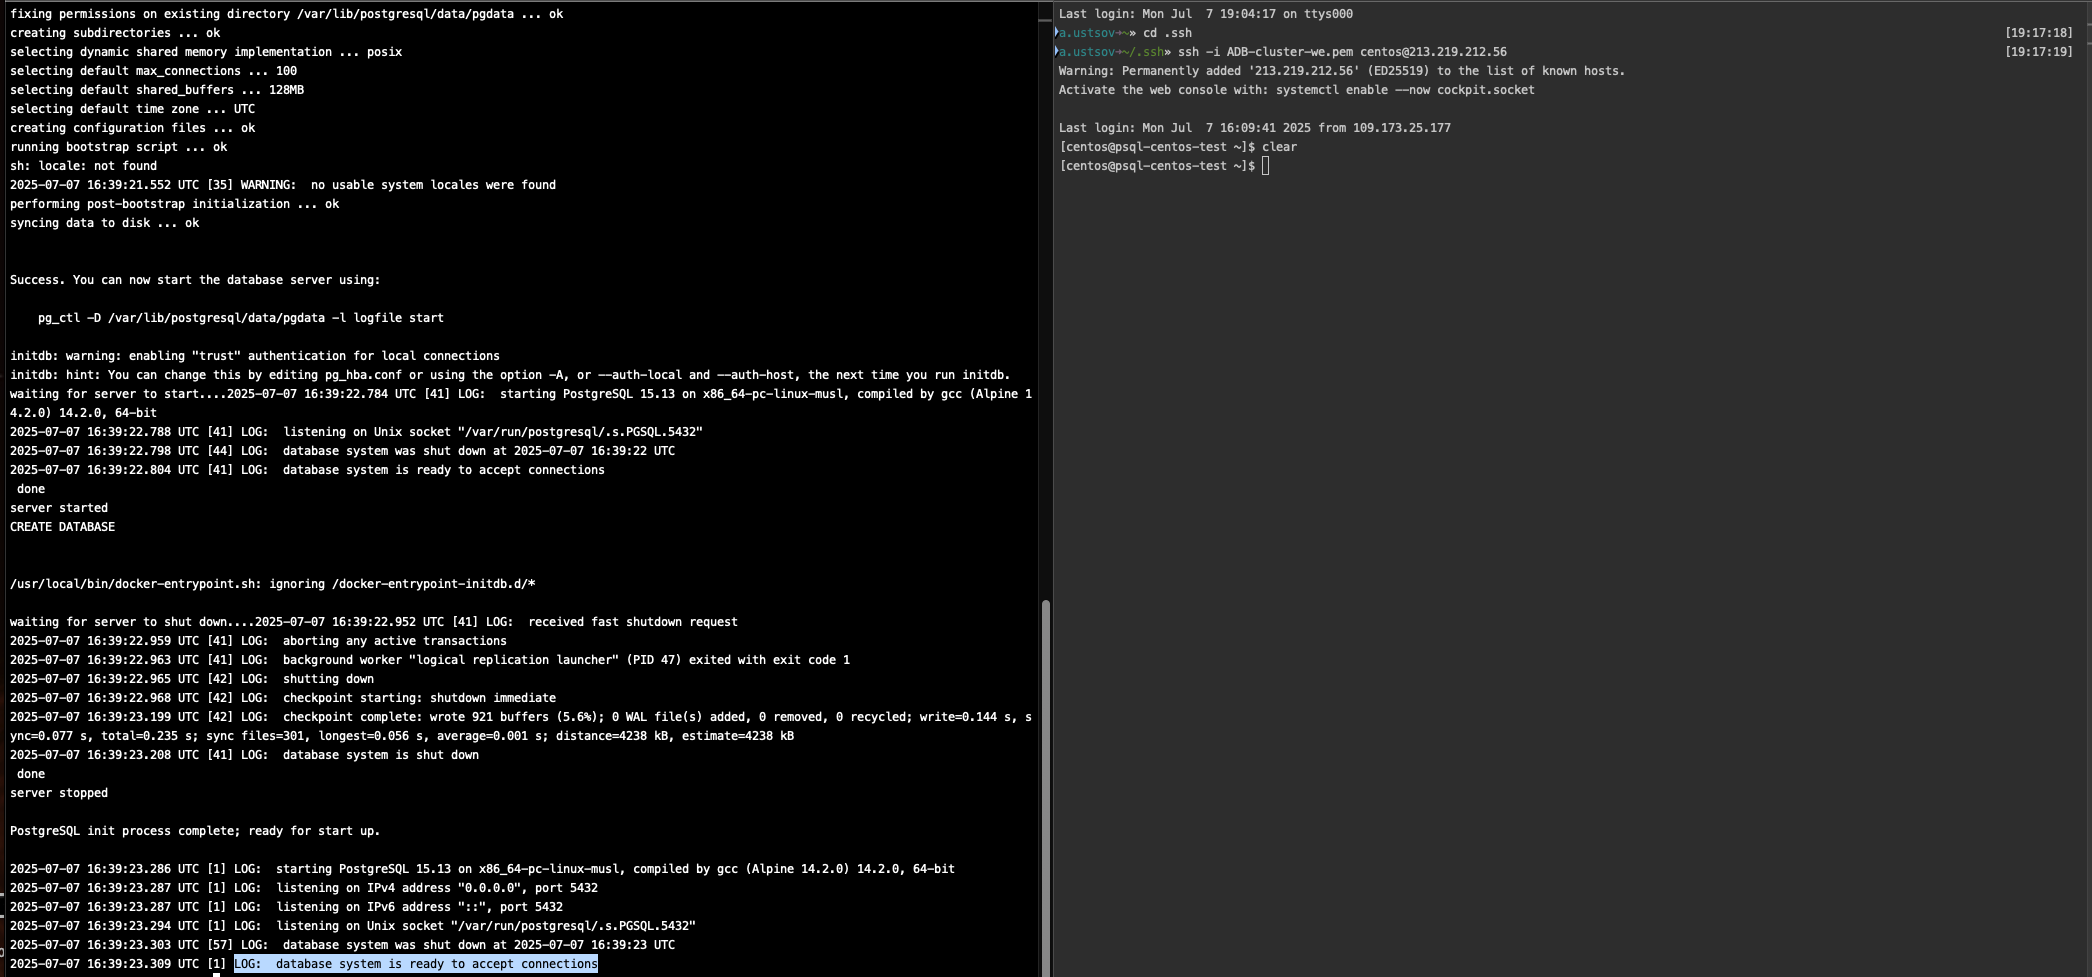 fixing permissions on existing directory /var/lib/postgresql/data/pgdata ... ok
creating subdirectories ... ok
selecting dynamic shared memory implementation ... posix
selecting default max_connections ... 100
selecting default shared_buffers ... 128MB
selecting default time zone ... UTC
creating configuration files ... ok
running bootstrap script ... ok
sh: locale: not found
2025-07-07 16:39:21.552 UTC [35] WARNING:  no usable system locales were found
performing post-bootstrap initialization ... ok
syncing data to disk ... ok
Success. You can now start the database server using:
pg_ctl -D /var/lib/postgresql/data/pgdata -l logfile start
initdb: warning: enabling "trust" authentication for local connections
initdb: hint: You can change this by editing pg_hba.conf or using the option -A, or --auth-local and --auth-host, the next time you run initdb.
waiting for server to start....2025-07-07 16:39:22.784 UTC [41] LOG:  starting PostgreSQL 15.13 on x86_64-pc-linux-musl, compiled by gcc (Alpine 1
4.2.0) 14.2.0, 64-bit
2025-07-07 16:39:22.788 UTC [41] LOG:  listening on Unix socket "/var/run/postgresql/.s.PGSQL.5432"
2025-07-07 16:39:22.798 UTC [44] LOG:  database system was shut down at 2025-07-07 16:39:22 UTC
2025-07-07 16:39:22.804 UTC [41] LOG:  database system is ready to accept connections
done
server started
CREATE DATABASE
/usr/local/bin/docker-entrypoint.sh: ignoring /docker-entrypoint-initdb.d/*
waiting for server to shut down....2025-07-07 16:39:22.952 UTC [41] LOG:  received fast shutdown request
2025-07-07 16:39:22.959 UTC [41] LOG:  aborting any active transactions
2025-07-07 16:39:22.963 UTC [41] LOG:  background worker "logical replication launcher" (PID 47) exited with exit code 1
2025-07-07 16:39:22.965 UTC [42] LOG:  shutting down
2025-07-07 16:39:22.968 UTC [42] LOG:  checkpoint starting: shutdown immediate
2025-07-07 16:39:23.199 UTC [42] LOG:  checkpoint complete: wrote 921 buffers (5.6%); 0 WAL file(s) added, 0 removed, 0 recycled; write=0.144 s, s
ync=0.077 s, total=0.235 s; sync files=301, longest=0.056 s, average=0.001 s; distance=4238 kB, estimate=4238 kB
2025-07-07 16:39:23.208 UTC [41] LOG:  database system is shut down
done
server stopped
PostgreSQL init process complete; ready for start up.
2025-07-07 16:39:23.286 UTC [1] LOG:  starting PostgreSQL 15.13 on x86_64-pc-linux-musl, compiled by gcc (Alpine 14.2.0) 14.2.0, 64-bit
2025-07-07 16:39:23.287 UTC [1] LOG:  listening on IPv4 address "0.0.0.0", port 5432
2025-07-07 16:39:23.287 UTC [1] LOG:  listening on IPv6 address "::", port 5432
2025-07-07 16:39:23.294 UTC [1] LOG:  listening on Unix socket "/var/run/postgresql/.s.PGSQL.5432"
2025-07-07 16:39:23.303 UTC [57] LOG:  database system was shut down at 2025-07-07 16:39:23 UTC
2025-07-07 16:39:23.309 UTC [1] LOG:  database system is ready to accept connections
Last login: Mon Jul  7 19:04:17 on ttys000
a.ustsov→~» cd .ssh [19:17:18]
a.ustsov→~/.ssh» ssh -i ADB-cluster-we.pem centos@213.219.212.56 [19:17:19]
Warning: Permanently added '213.219.212.56' (ED25519) to the list of known hosts.
Activate the web console with: systemctl enable --now cockpit.socket
Last login: Mon Jul  7 16:09:41 2025 from 109.173.25.177
[centos@psql-centos-test ~]$ clear
[centos@psql-centos-test ~]$